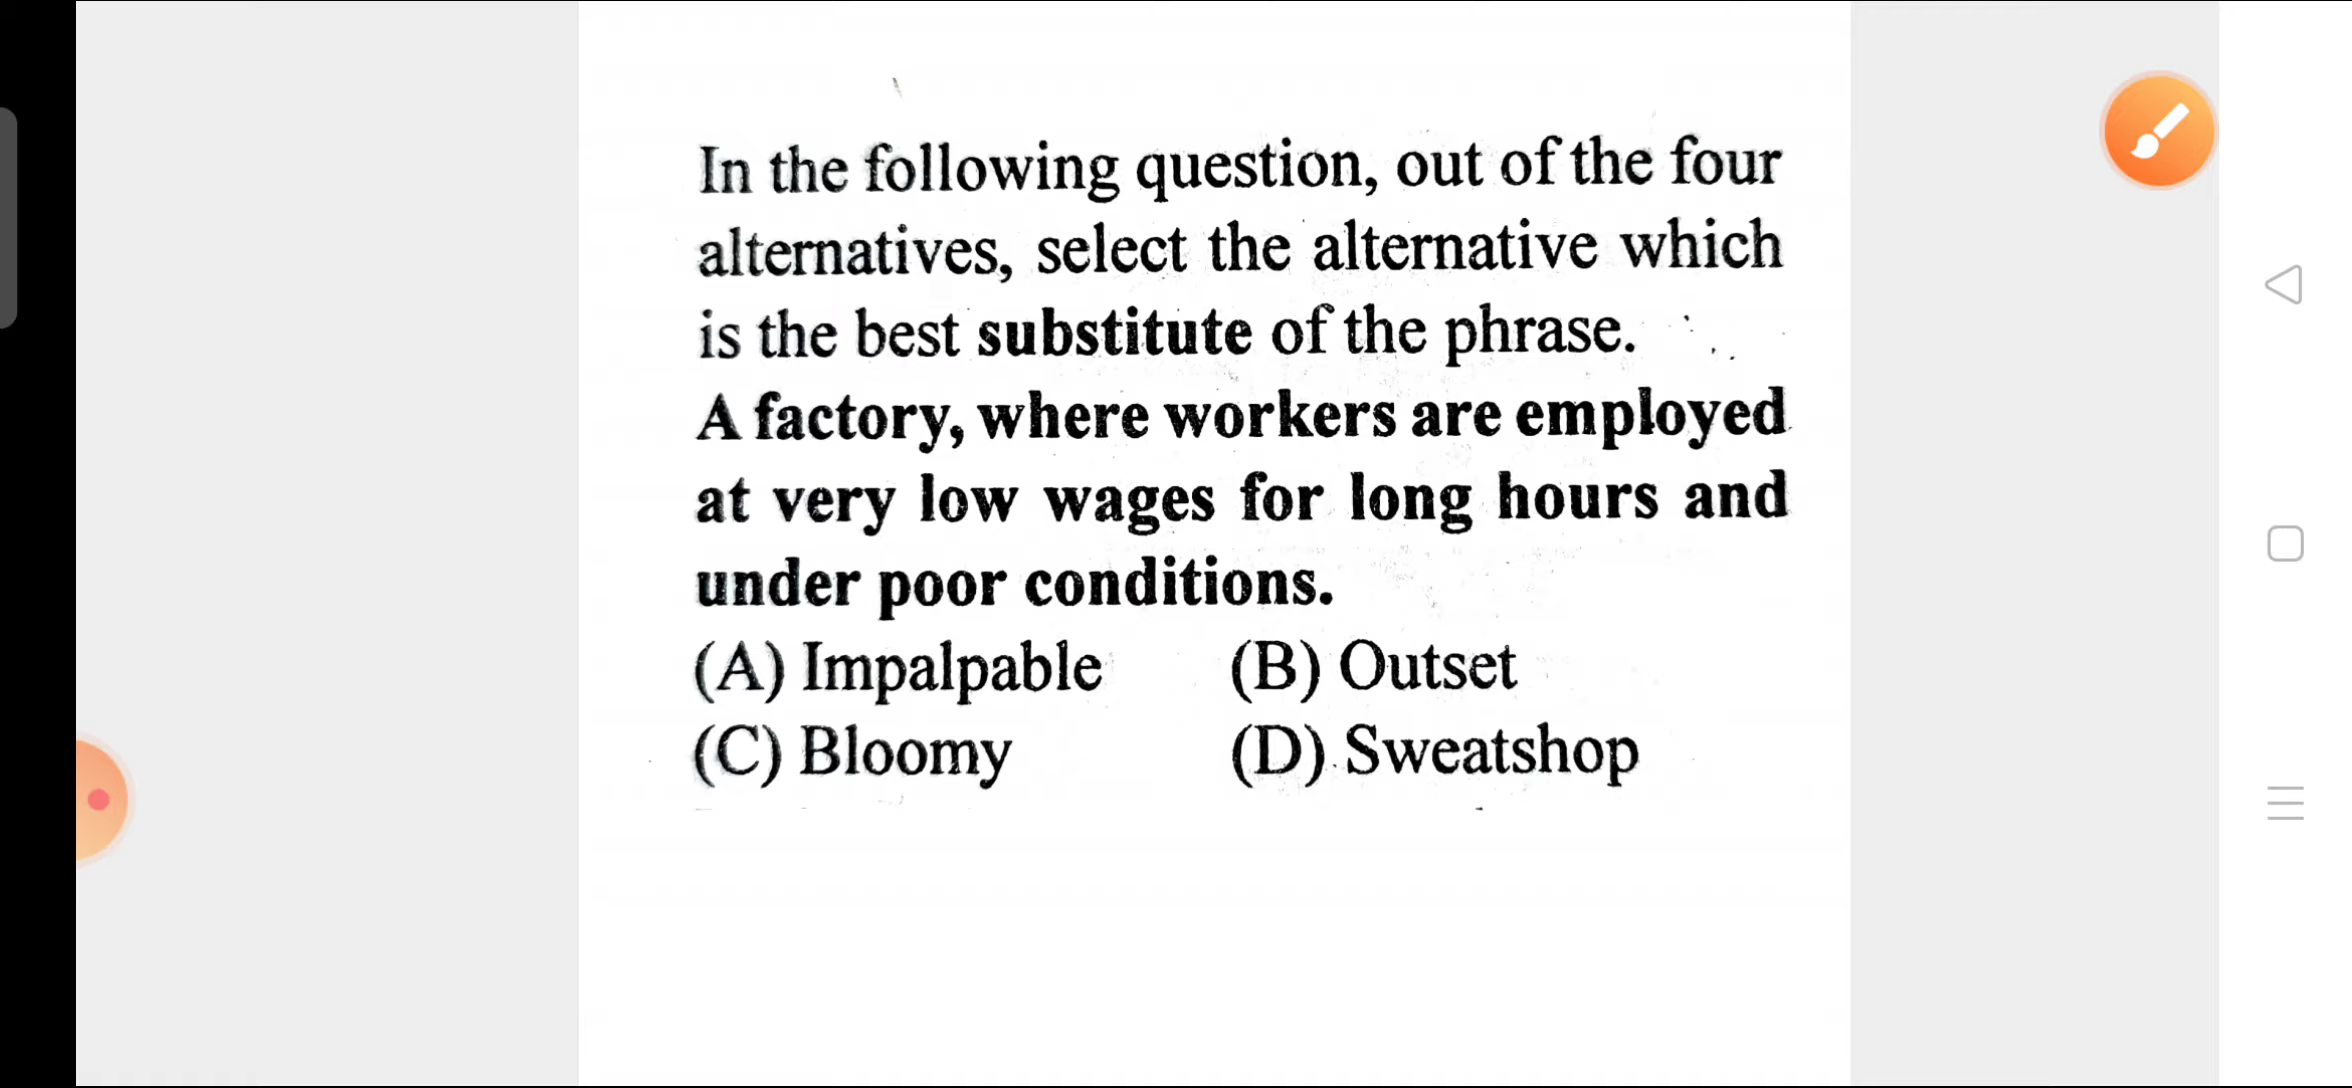 In the following question, out of the four
alternatives, select the alternative which
is the best substitute of the phrase.
A factory, where workers are employed
at very low wages for long hours and
under poor conditions.
(A) Impalpable (B) Outset
(C) Bloomy (D) Sweatshop